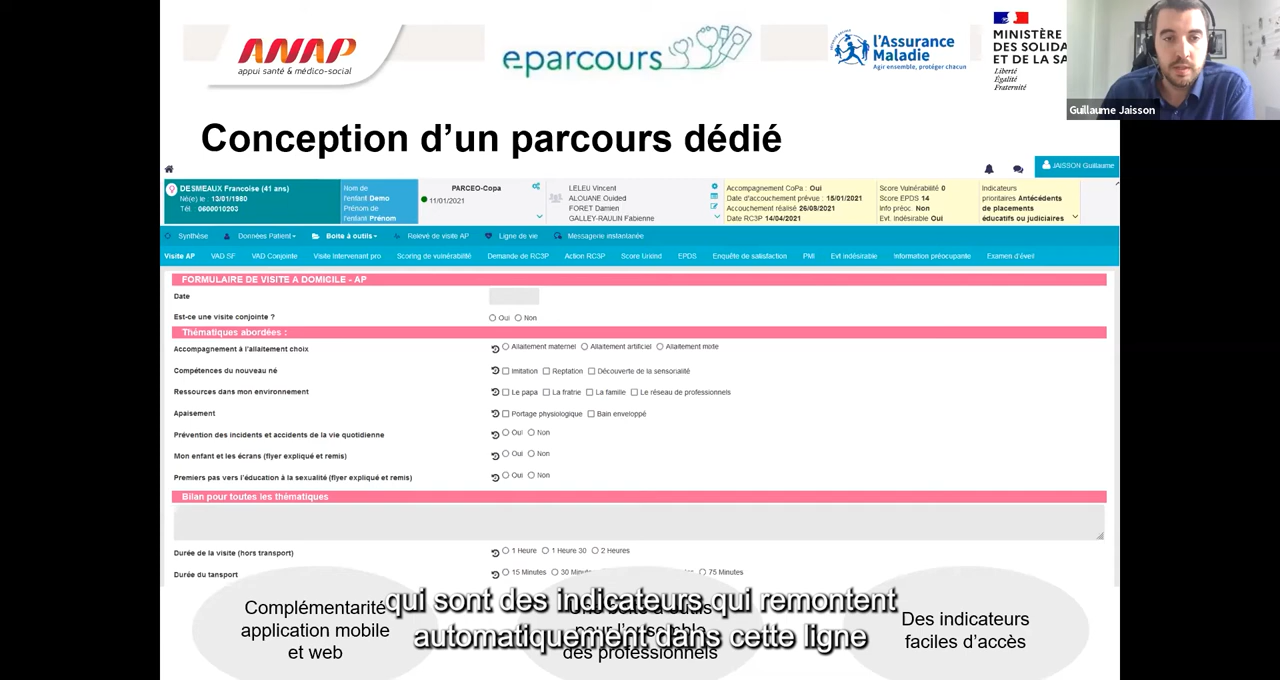 ANAP
appui santé & médico-social
e-parcours
l'Assurance
Maladie
Agir ensemble, protéger chacun
MINISTÈRE
DES SOLIDA
ET DE LA SA
Liberté
Égalité
Fraternité
Guillaume Jaisson
Conception d'un parcours dédié
JAISSON Guillaume
DESMEAUX Francoise (41 ans)
Né(e) le : 13/01/1980
Tél. 0600010203
Nom de
l'enfant Demo
Prénom de
l'enfant Prénom
PARCEO-Copa
11/01/2021
LELEU Vincent
ALOUANE Ouided
FORET Damien
GALLEY-RAULIN Fabienne
Accompagnement CoPa : Oui
Date d'accouchement prévue : 15/01/2021
Accouchement réalisé 26/08/2021
Date RC3P 14/04/2021
Score Vulnérabilité 0
Score EPDS 14
Info préoc. Non
Evt. Indésirable Oui
Indicateurs
prioritaires Antécédents
de placements
éducatifs ou judiciaires
Synthèse Données Patient Boite à outils Relevé de visite AP Ligne de vie Messagerie instantanée
Visite AP VAD SF VAD Conjointe Visite Intervenant pro Scoring de vulnérabilité Demande de RC3P Action RC3P Score Urkind EPDS Enquête de satisfaction PMI Evt indésirable Information préocupante Examen d'éveil
FORMULAIRE DE VISITE A DOMICILE - AP
Date
Est-ce une visite conjointe ? Oui Non
Thématiques abordées :
Accompagnement à l'allaitement choix Allaitement maternel Allaitement artificiel Allaitement mixte
Compétences du nouveau né Imitation Reptation Découverte de la sensorialité
Ressources dans mon environnement Le papa La fratrie La famille Le réseau de professionnels
Apaisement Portage physiologique Bain enveloppé
Prévention des incidents et accidents de la vie quotidienne Oui Non
Mon enfant et les écrans (flyer expliqué et remis) Oui Non
Premiers pas vers l'éducation à la sexualité (flyer expliqué et remis) Oui Non
Bilan pour toutes les thématiques
Durée de la visite (hors transport) 1 Heure 1 Heure 30 2 Heures
Durée du tansport 15 Minutes 30 75 Minutes
Complémentarité
application mobile
et web
des professionnels
Des indicateurs
faciles d'accès
qui sont des indicateurs qui remontent
automatiquement dans cette ligne